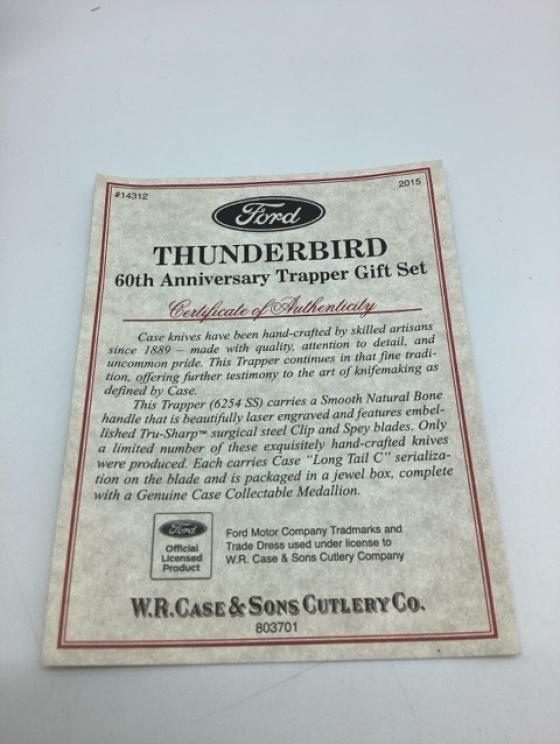 #14312
2015
Ford
THUNDERBIRD
60th Anniversary Trapper Gift Set
Certificate of Authenticity
Case knives have been hand-crafted by skilled artisans
since 1889 – made with quality, attention to detail, and
uncommon pride. This Trapper continues in that fine tradi-
tion, offering further testimony to the art of knifemaking as
defined by Case.
This Trapper (6254 SS) carries a Smooth Natural Bone
handle that is beautifully laser engraved and features embel-
lished Tru-Sharp™ surgical steel Clip and Spey blades. Only
a limited number of these exquisitely hand-crafted knives
were produced. Each carries Case "Long Tail C" serializa-
tion on the blade and is packaged in a jewel box, complete
with a Genuine Case Collectable Medallion.
Ford
Official
Licensed
Product
Ford Motor Company Tradmarks and
Trade Dress used under license to
W.R. Case & Sons Cutlery Company
W.R. CASE & SONS CUTLERY CO.
803701